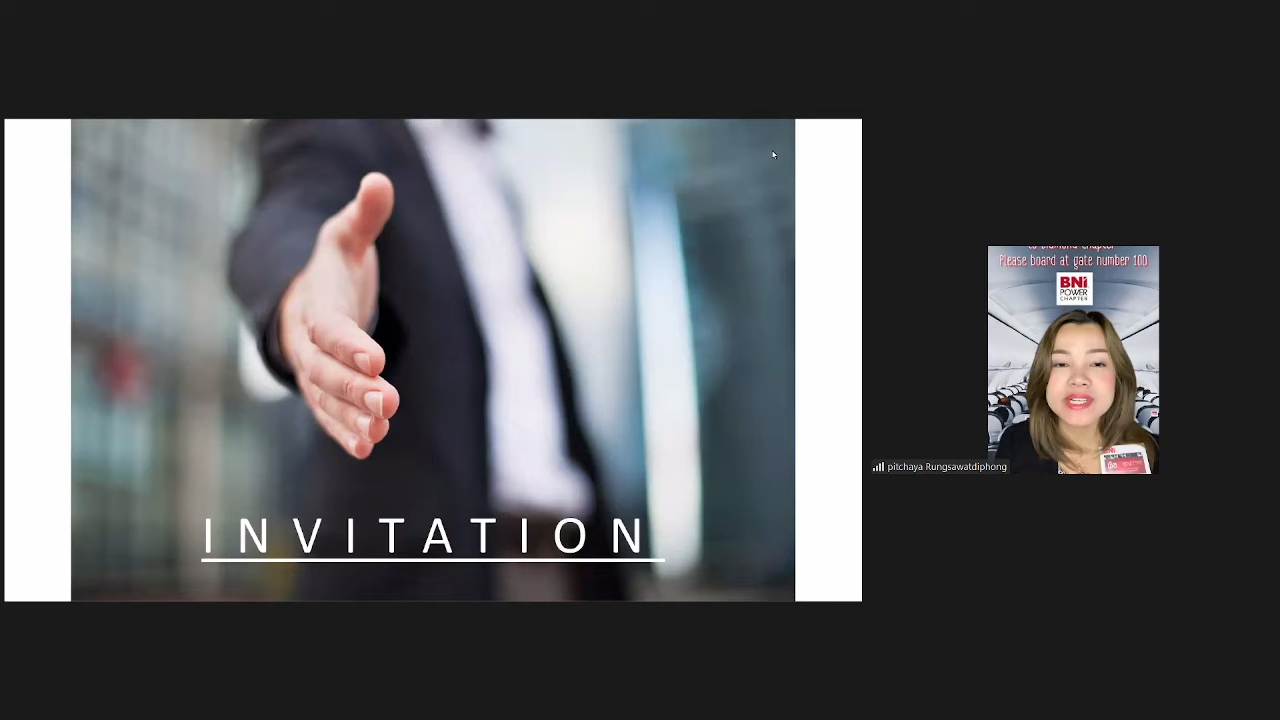 INVITATION
Please board at gate number 100
BNI
POWER
CHAPTER
pitchaya Rungsawatdiphong